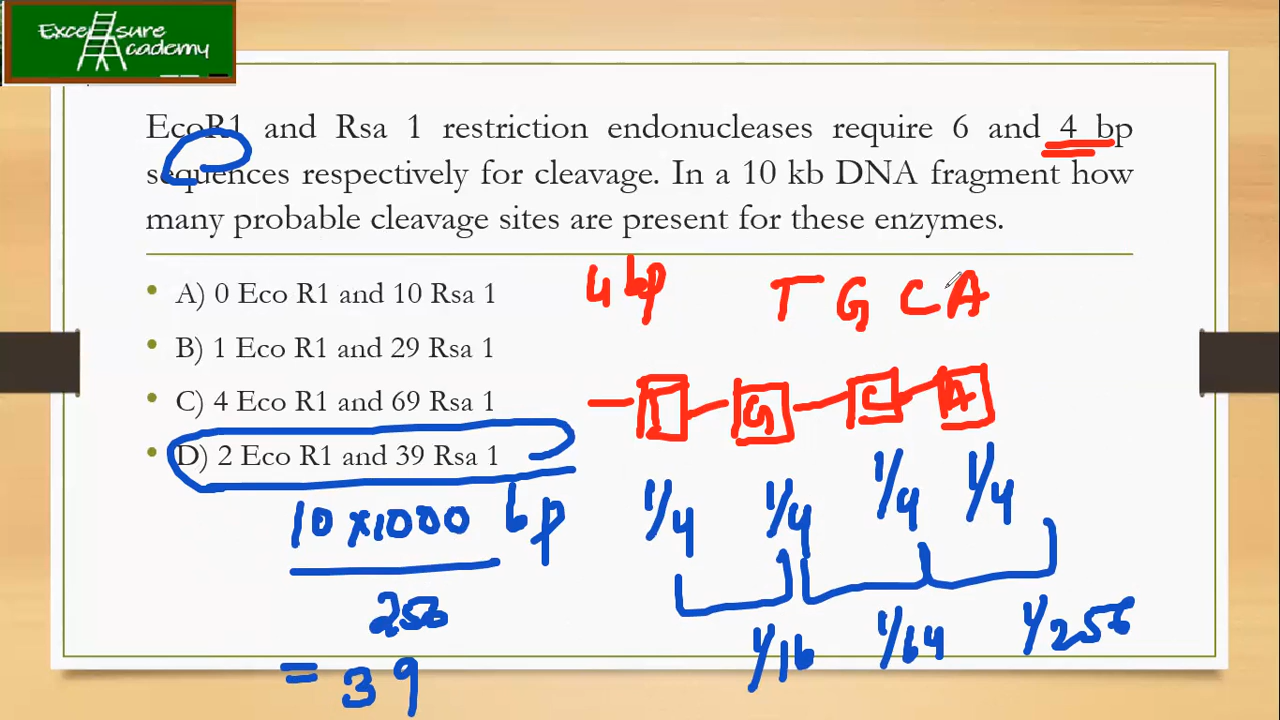 Excel sure
Academy
EcoR1 and Rsa 1 restriction endonucleases require 6 and 4 bp
sequences respectively for cleavage. In a 10 kb DNA fragment how
many probable cleavage sites are present for these enzymes.
• A) 0 Eco R1 and 10 Rsa 1
• B) 1 Eco R1 and 29 Rsa 1
• C) 4 Eco R1 and 69 Rsa 1
• D) 2 Eco R1 and 39 Rsa 1
4 bp T G C A
T G C A
1/4 1/4 1/4 1/4
10 x 1000 bp
256
= 39
1/16 1/64 1/256